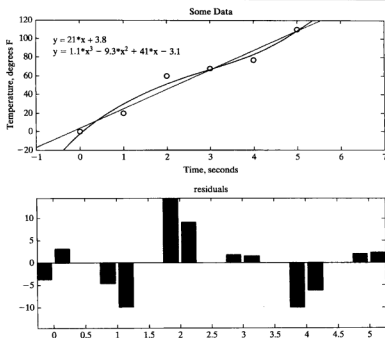 Some Data
120
100
80
60
40
20
0
−20
y = 21*x + 3.8
y = 1.1*x³ − 9.3*x² + 41*x − 3.1
Temperature, degrees F
−1 0 1 2 3 4 5 6 7
Time, seconds
residuals
10
5
0
−5
−10
0 0.5 1 1.5 2 2.5 3 3.5 4 4.5 5